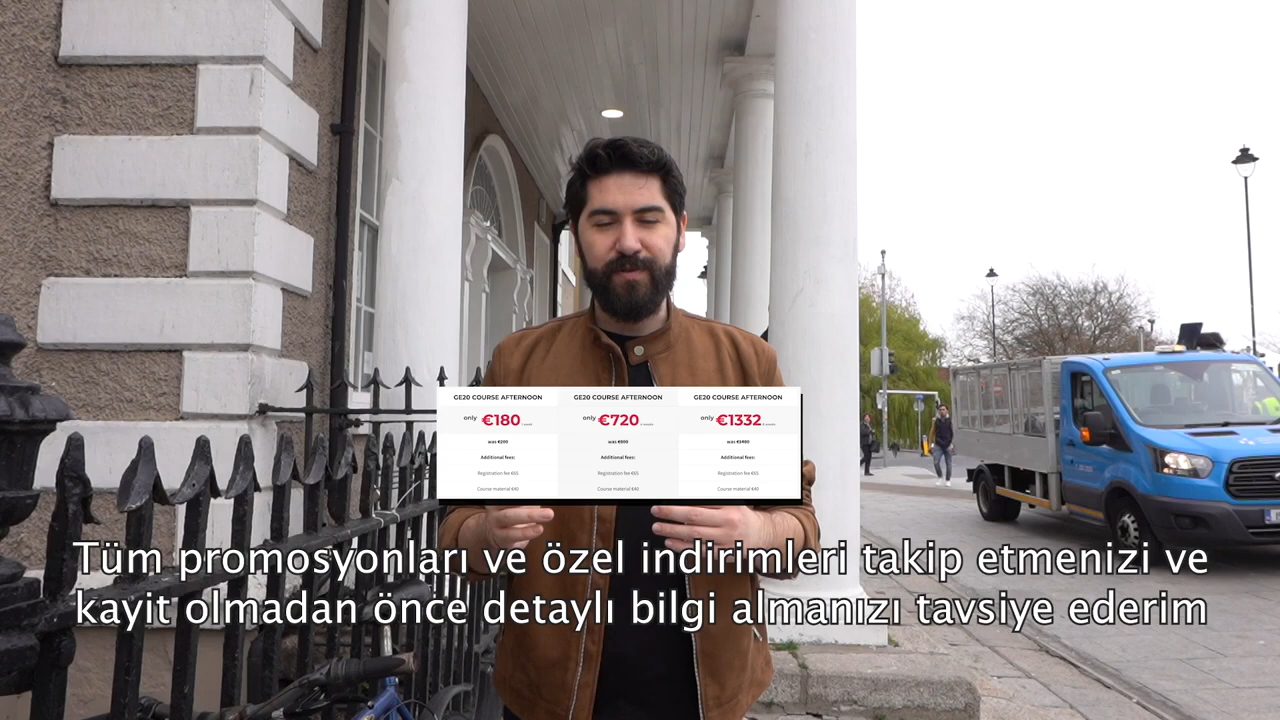 GE20 COURSE AFTERNOON GE20 COURSE AFTERNOON GE20 COURSE AFTERNOON
only €180 only €720 only €1332
was €200 was €800 was €1480
Additional fees: Additional fees: Additional fees:
Registration fee €65 Registration fee €65 Registration fee €65
Course material €40 Course material €40 Course material €40
Tüm promosyonları ve özel indirimleri takip etmenizi ve
kayit olmadan önce detaylı bilgi almanızı tavsiye ederim